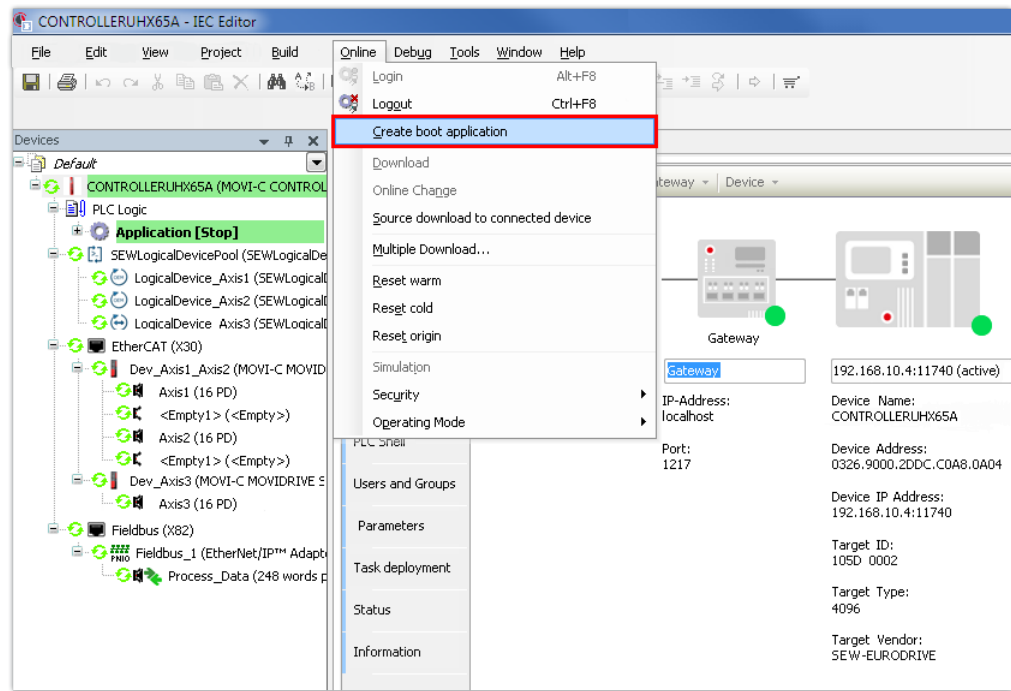 CONTROLLERUHX65A - IEC Editor
File Edit View Project Build Online Debug Tools Window Help
Login Alt+F8
Logout Ctrl+F8
Create boot application
Download
Online Change
Source download to connected device
Multiple Download...
Reset warm
Reset cold
Reset origin
Simulation
Security
Operating Mode
Devices
Default
CONTROLLERUHX65A (MOVI-C CONTROL
PLC Logic
Application [Stop]
SEWLogicalDevicePool (SEWLogicalDe
LogicalDevice_Axis1 (SEWLogical
LogicalDevice_Axis2 (SEWLogical
LogicalDevice Axis3 (SEWLogical
EtherCAT (X30)
Dev_Axis1_Axis2 (MOVI-C MOVID
Axis1 (16 PD)
<Empty1> (<Empty>)
Axis2 (16 PD)
<Empty1> (<Empty>)
Dev_Axis3 (MOVI-C MOVIDRIVE S
Axis3 (16 PD)
Fieldbus (X82)
PNIO Fieldbus_1 (EtherNet/IP™ Adapt
Process_Data (248 words p
PLC Shell
Users and Groups
Parameters
Task deployment
Status
Information
Device
Gateway
Gateway
IP-Address:
localhost
Port:
1217
192.168.10.4:11740 (active)
Device Name:
CONTROLLERUHX65A
Device Address:
0326.9000.2DDC.C0A8.0A04
Device IP Address:
192.168.10.4:11740
Target ID:
105D 0002
Target Type:
4096
Target Vendor:
SEW-EURODRIVE